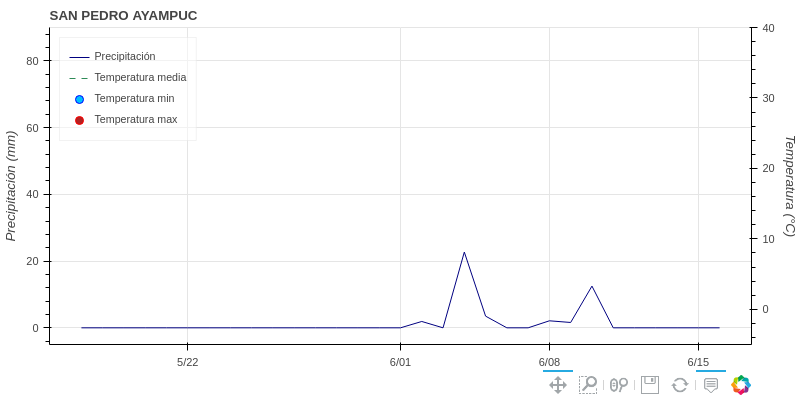 SAN PEDRO AYAMPUC
Precipitación
Temperatura media
Temperatura min
Temperatura max
Precipitación (mm)
80
60
40
20
0
Temperatura (°C)
40
30
20
10
0
5/22
6/01
6/08
6/15